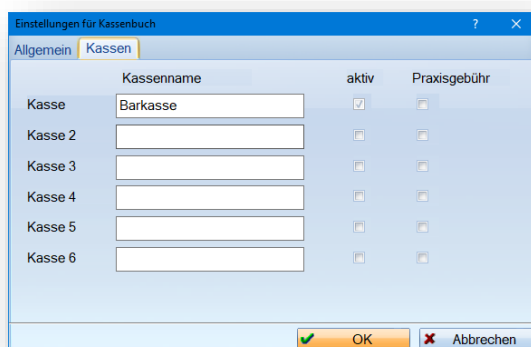 Einstellungen für Kassenbuch ? ×
Allgemein Kassen
Kassenname aktiv Praxisgebühr
Kasse Barkasse
Kasse 2
Kasse 3
Kasse 4
Kasse 5
Kasse 6
OK Abbrechen